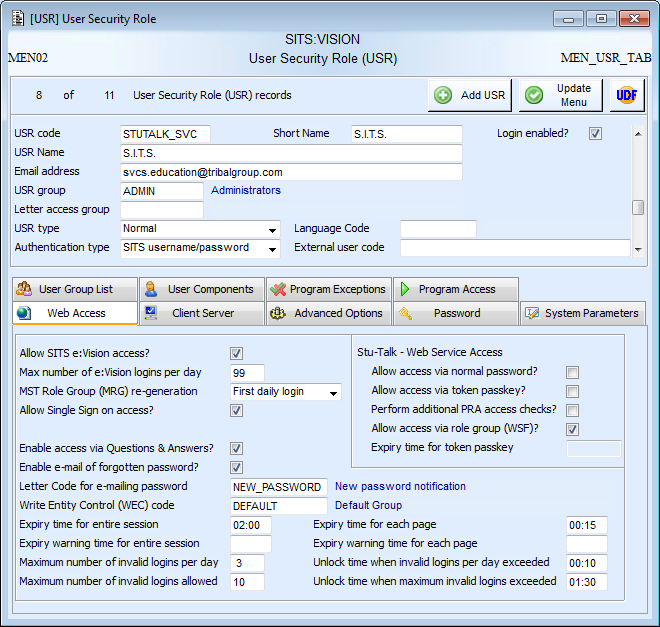 [USR] User Security Role
SITS:VISION
MEN02 User Security Role (USR) MEN_USR_TAB
8 of 11 User Security Role (USR) records Add USR Update Menu UDF
USR code STUTALK_SVC Short Name S.I.T.S. Login enabled?
USR Name S.I.T.S.
Email address svcs.education@tribalgroup.com
USR group ADMIN Administrators
Letter access group
USR type Normal Language Code
Authentication type SITS username/password External user code
User Group List User Components Program Exceptions Program Access
Web Access Client Server Advanced Options Password System Parameters
Allow SITS e:Vision access? Stu-Talk - Web Service Access
Max number of e:Vision logins per day 99 Allow access via normal password?
MST Role Group (MRG) re-generation First daily login Allow access via token passkey?
Allow Single Sign on access? Perform additional PRA access checks?
Allow access via role group (WSF)?
Enable access via Questions & Answers? Expiry time for token passkey
Enable e-mail of forgotten password?
Letter Code for e-mailing password NEW_PASSWORD New password notification
Write Entity Control (WEC) code DEFAULT Default Group
Expiry time for entire session 02:00 Expiry time for each page 00:15
Expiry warning time for entire session Expiry warning time for each page
Maximum number of invalid logins per day 3 Unlock time when invalid logins per day exceeded 00:10
Maximum number of invalid logins allowed 10 Unlock time when maximum invalid logins exceeded 01:30